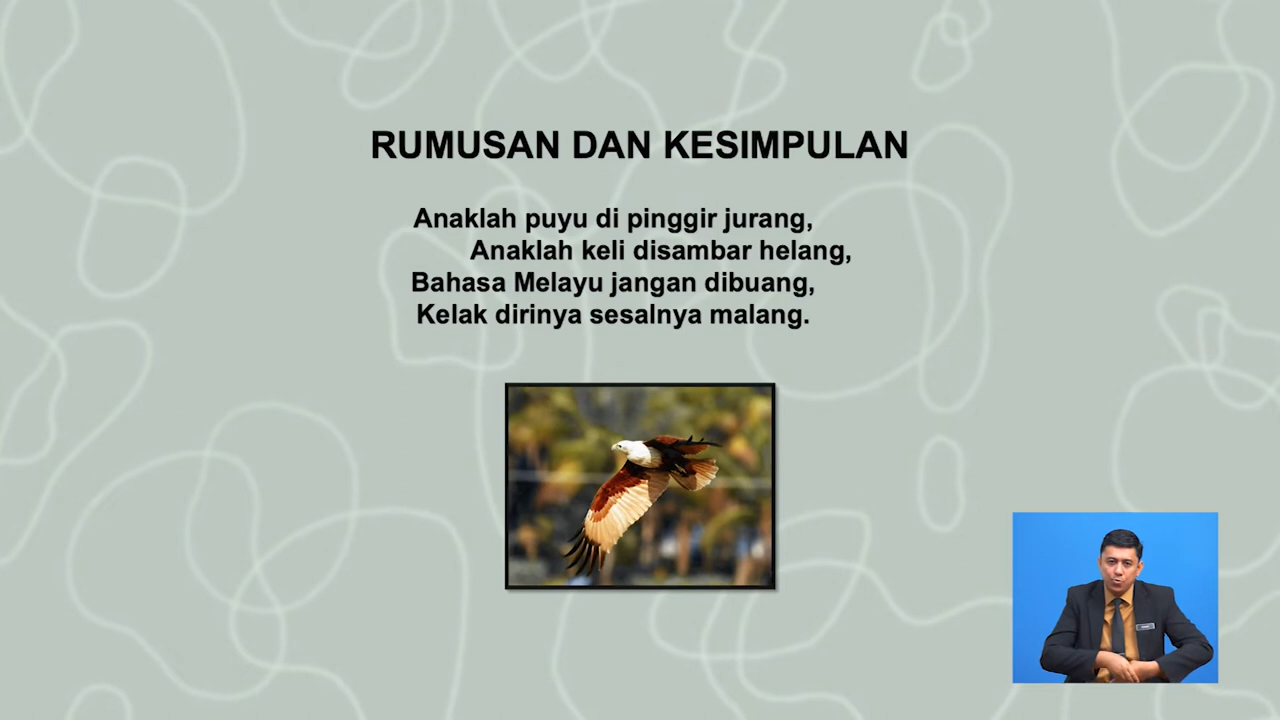 RUMUSAN DAN KESIMPULAN
Anaklah puyu di pinggir jurang,
Anaklah keli disambar helang,
Bahasa Melayu jangan dibuang,
Kelak dirinya sesalnya malang.